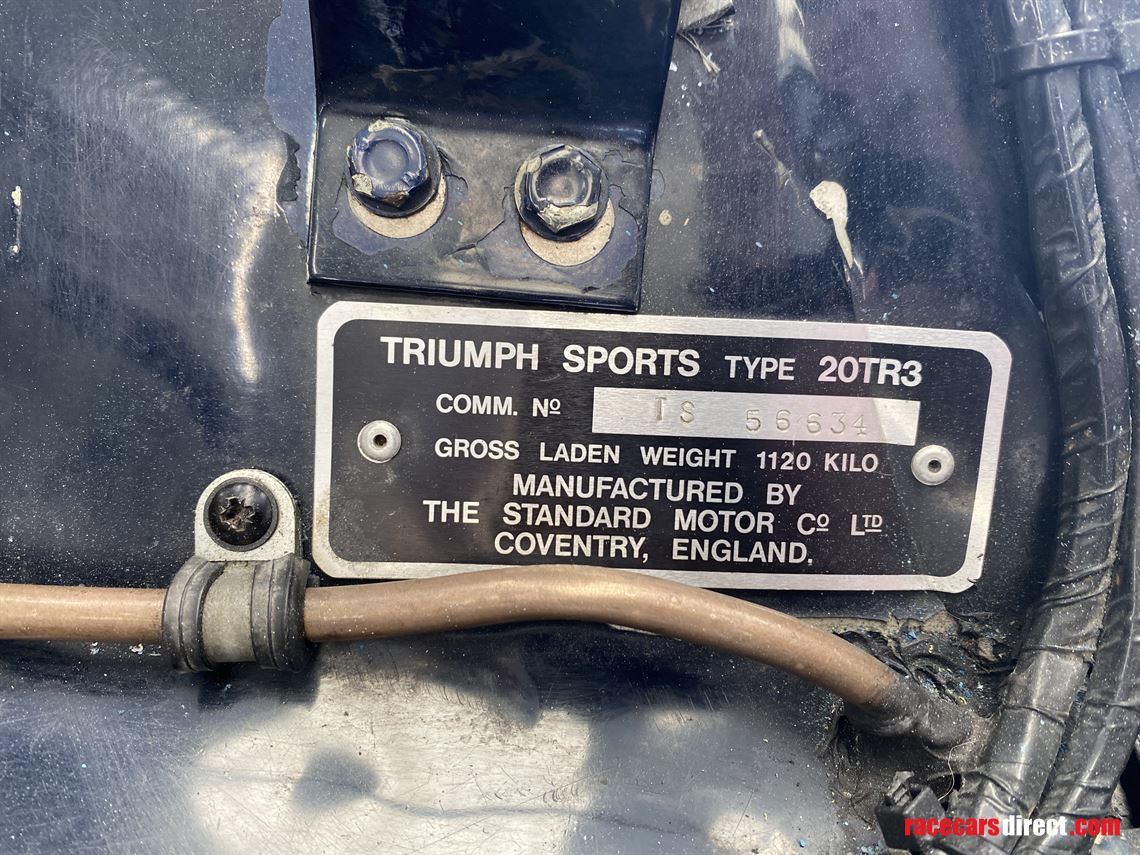 TRIUMPH SPORTS TYPE 20TR3
COMM. Nº TS 56634
GROSS LADEN WEIGHT 1120 KILO
MANUFACTURED BY
THE STANDARD MOTOR Cº LTD
COVENTRY, ENGLAND.
racecarsdirect.com